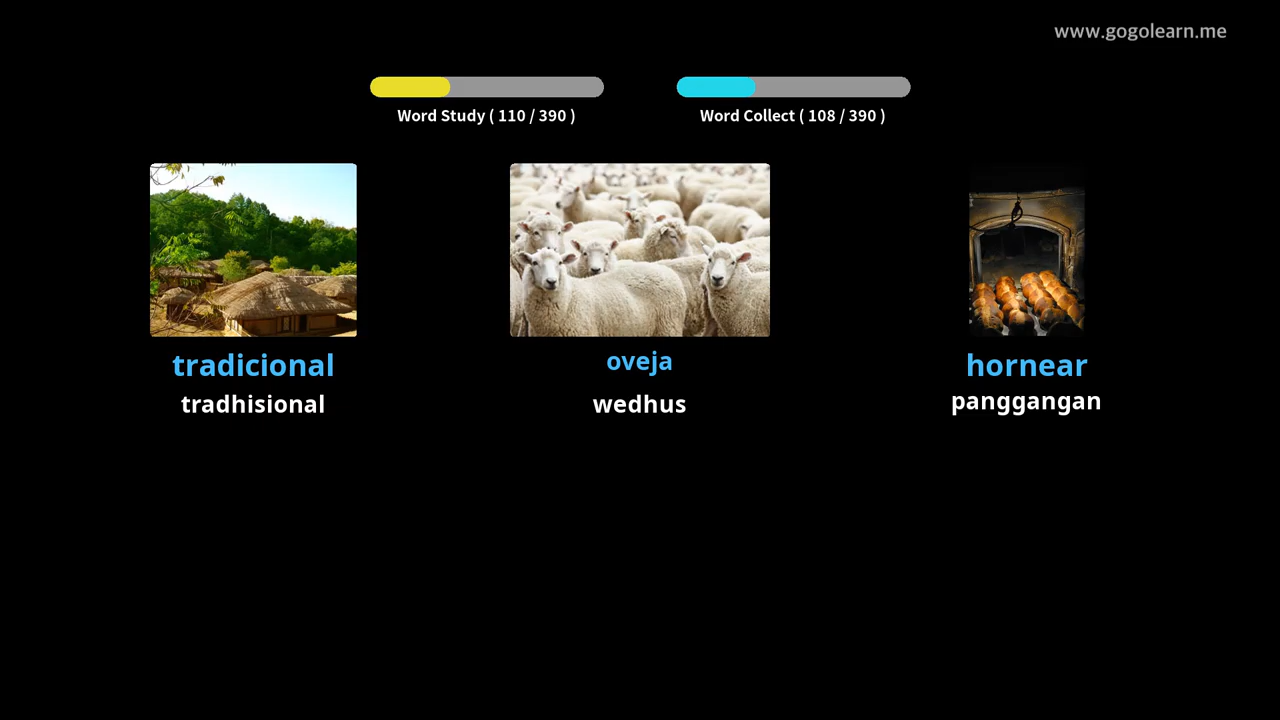 www.gogolearn.me
Word Study ( 110 / 390 )
Word Collect ( 108 / 390 )
tradicional
tradhisional
oveja
wedhus
hornear
panggangan